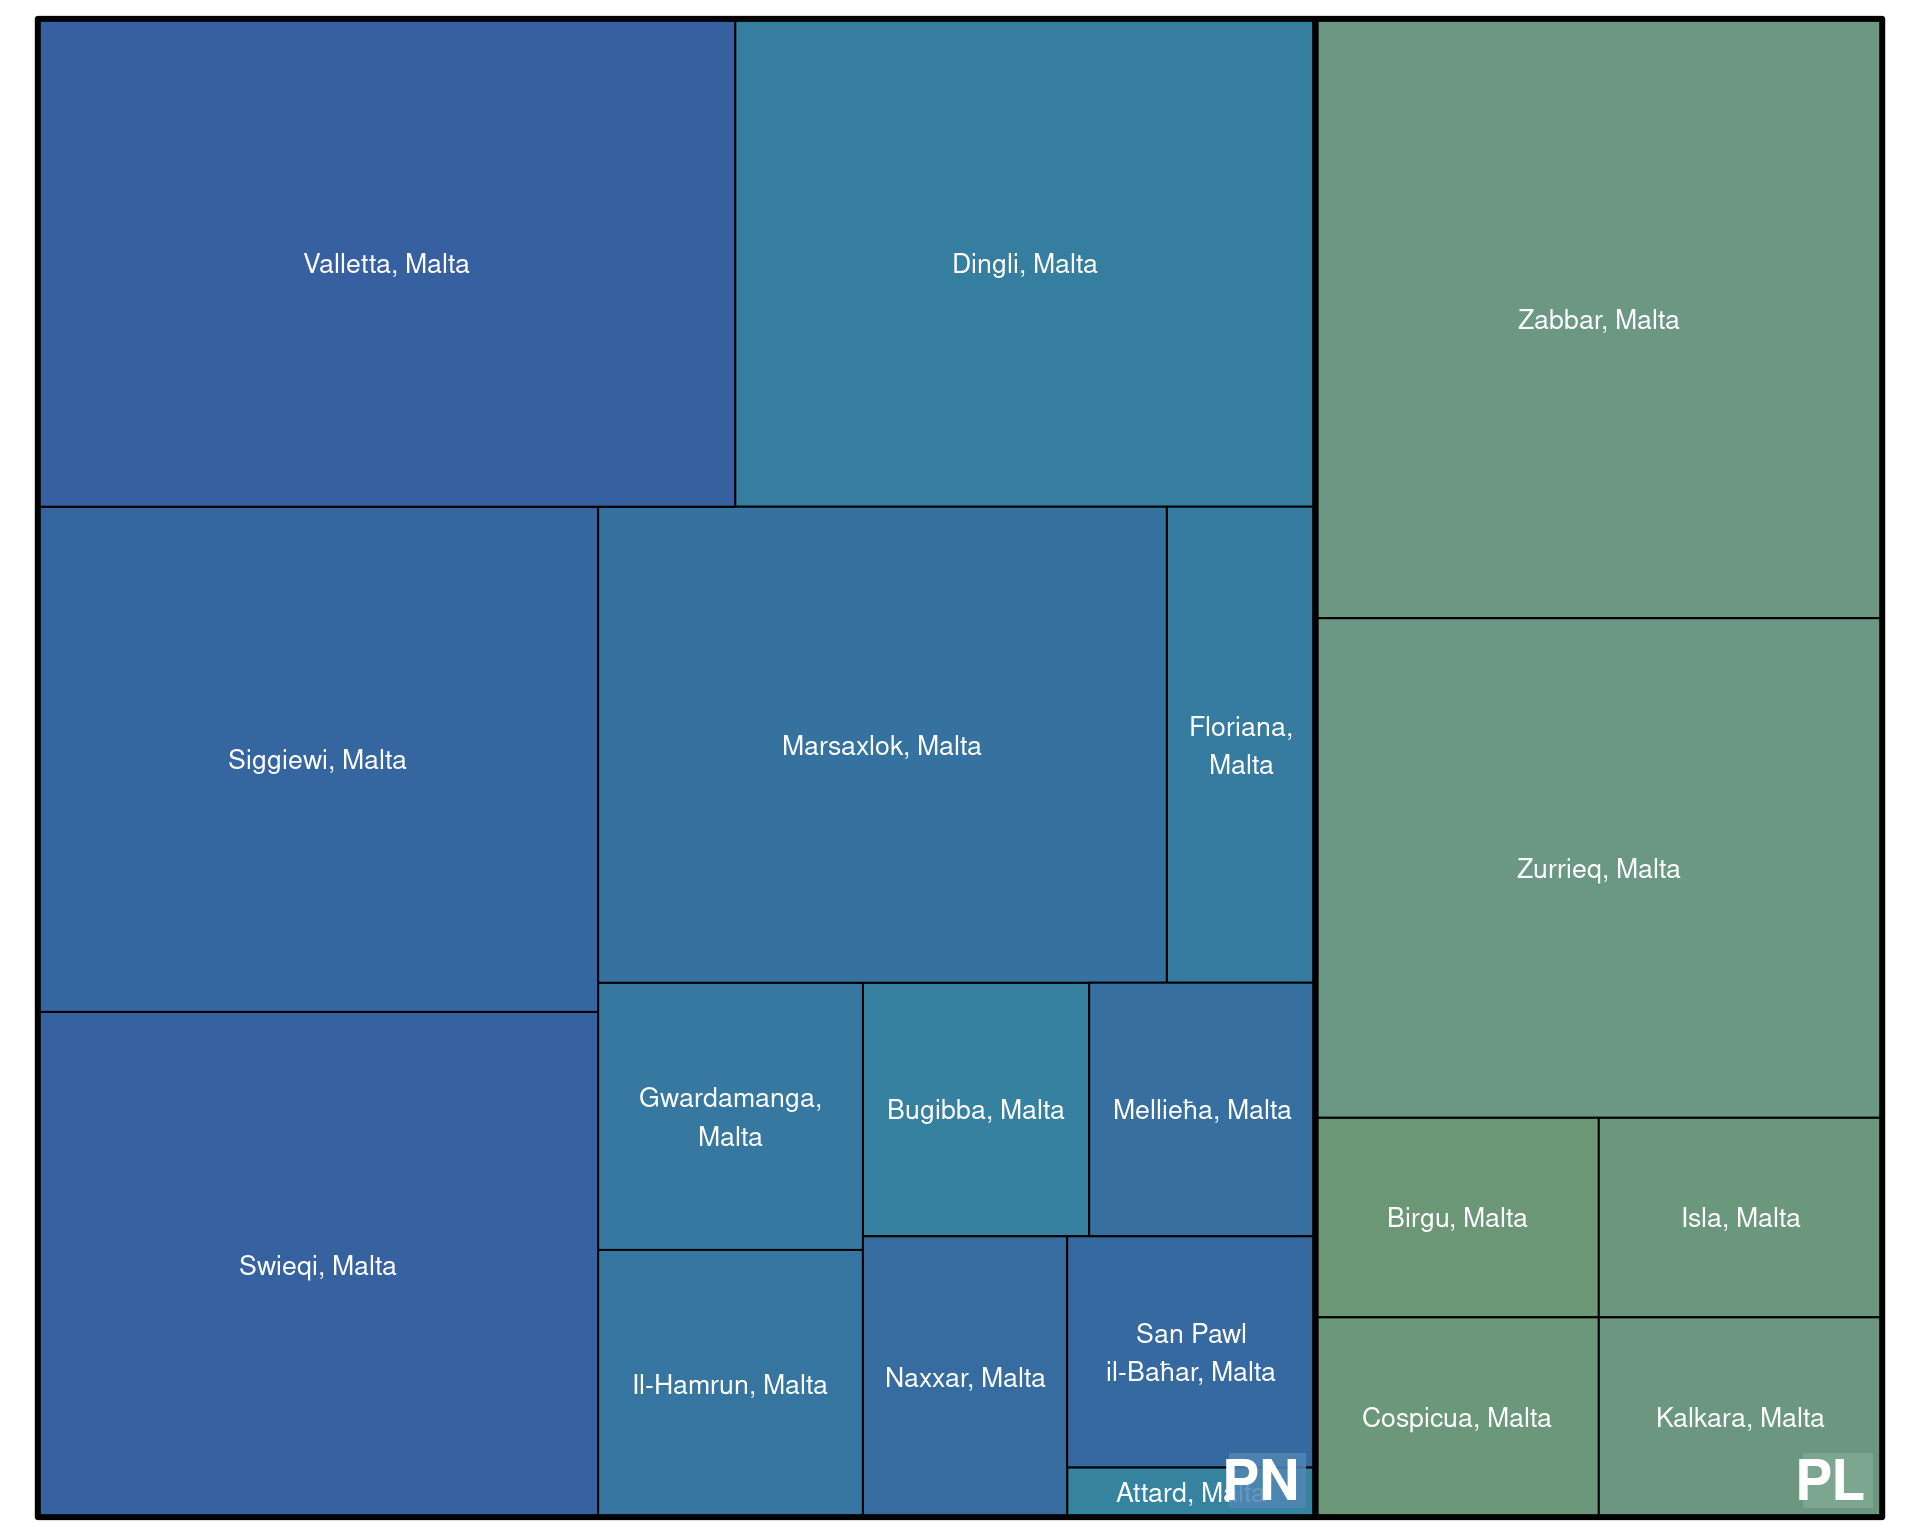 Valletta, Malta
Dingli, Malta
Zabbar, Malta
Siggiewi, Malta
Marsaxlok, Malta
Floriana,
Malta
Zurrieq, Malta
Gwardamanga,
Malta
Bugibba, Malta
Mellieħa, Malta
Birgu, Malta
Isla, Malta
Swieqi, Malta
Il-Hamrun, Malta
Naxxar, Malta
San Pawl
il-Baħar, Malta
Cospicua, Malta
Kalkara, Malta
Attard, Malta
PN
PL